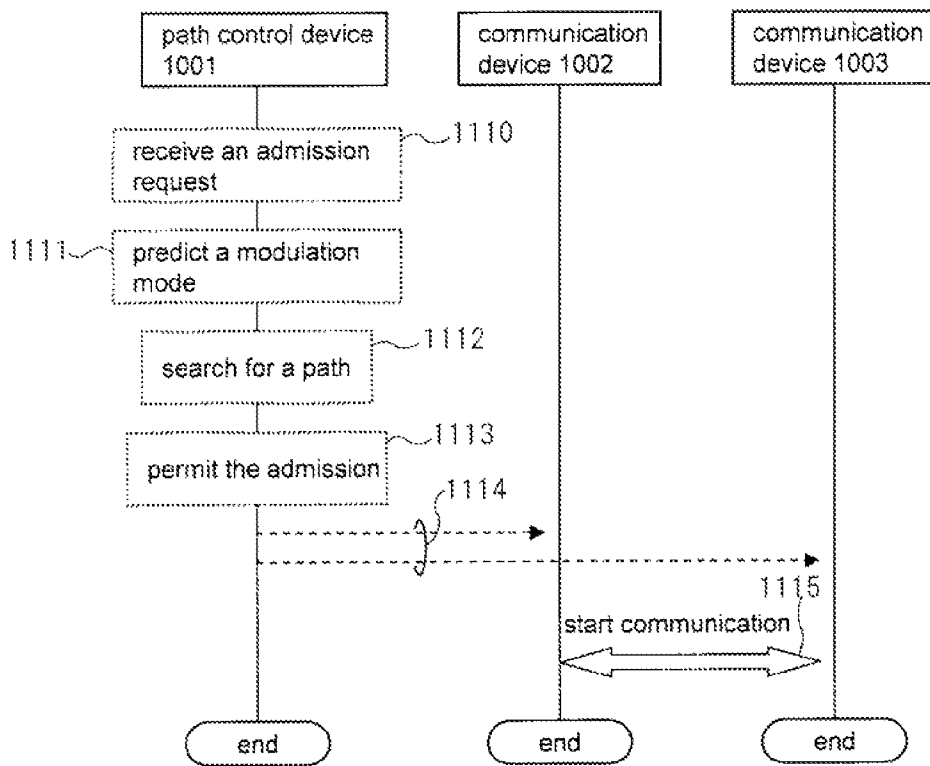 path control device
1001
communication
device 1002
communication
device 1003
receive an admission
request
1110
1111
predict a modulation
mode
1112
search for a path
1113
permit the admission
1114
1115
start communication
end
end
end